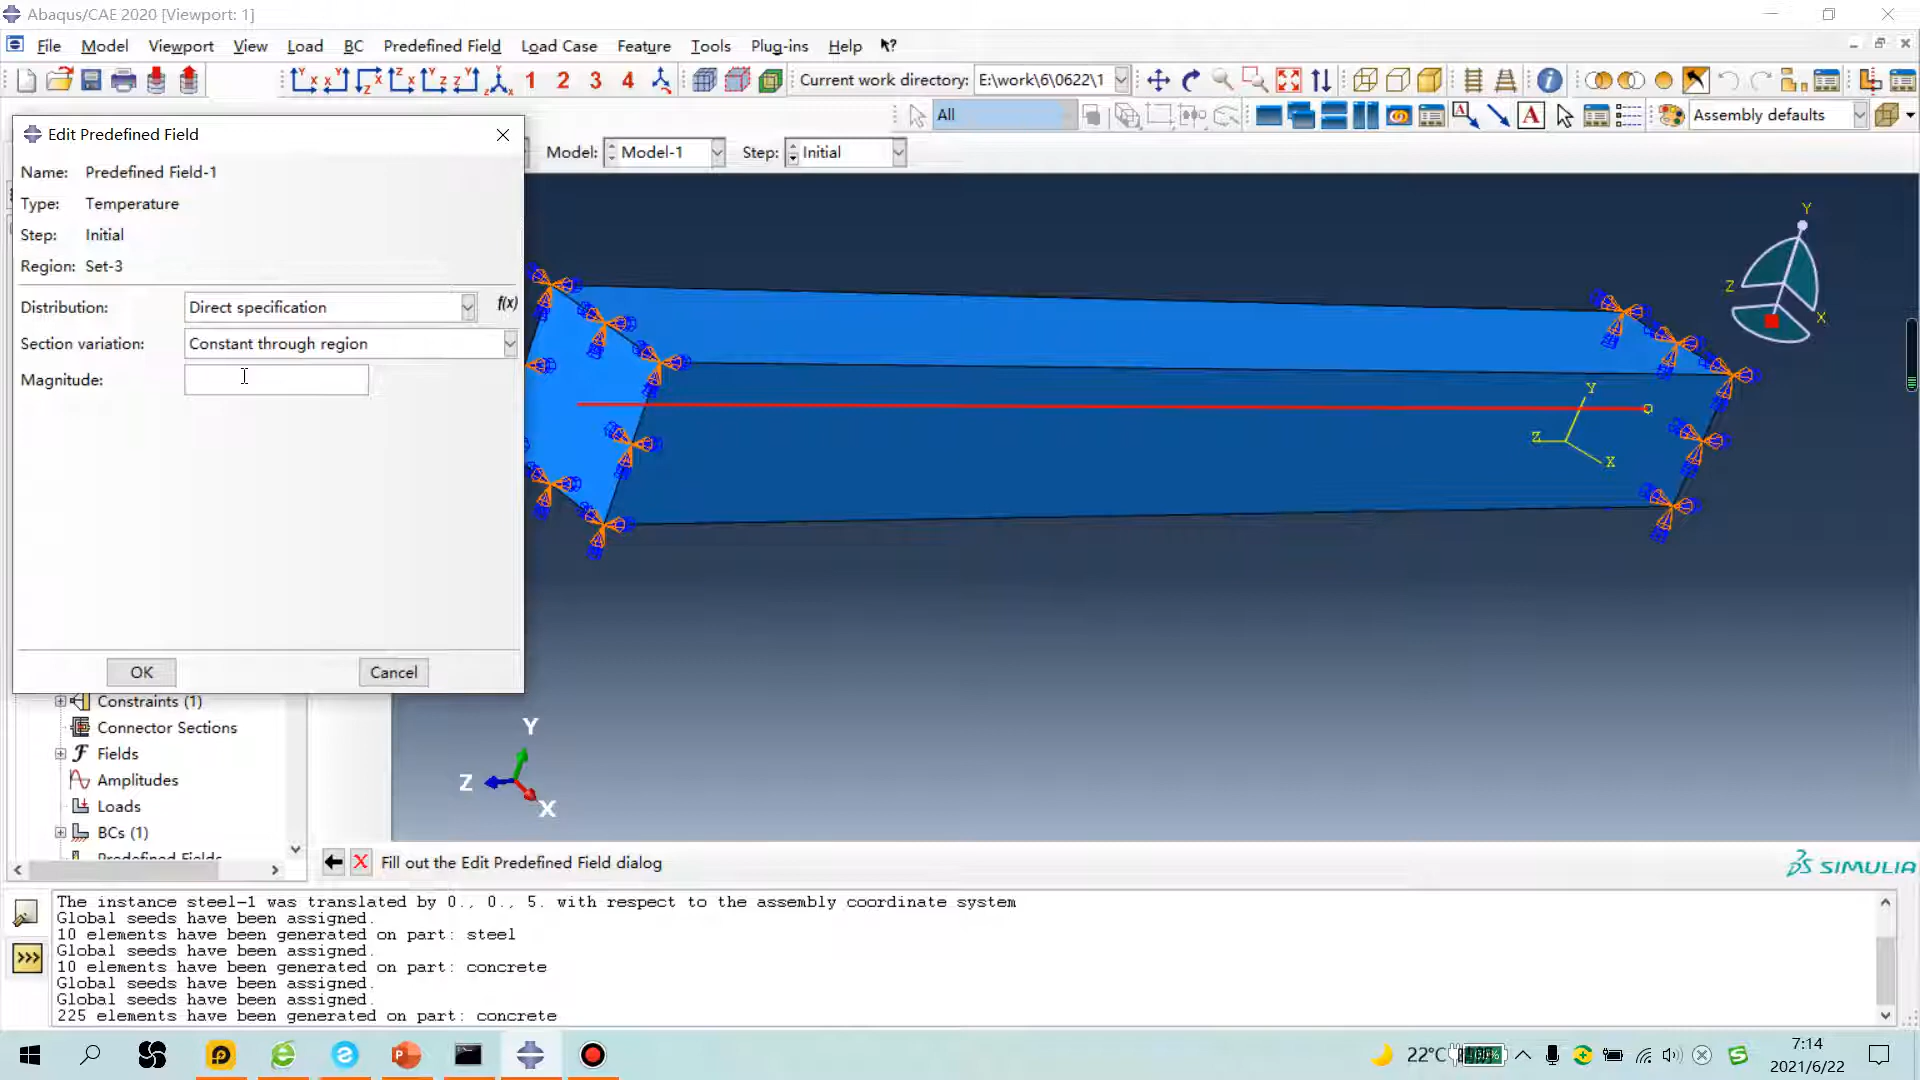 Abaqus/CAE 2020 [Viewport: 1]
File Model Viewport View Load BC Predefined Field Load Case Feature Tools Plug-ins Help
1 2 3 4 Current work directory: E:\work\6\0622\1
All Assembly defaults
Model: Model-1 Step: Initial
Edit Predefined Field
Name: Predefined Field-1
Type: Temperature
Step: Initial
Region: Set-3
Distribution: Direct specification f(x)
Section variation: Constant through region
Magnitude:
OK Cancel
Y
Z
X
Y
Z
X
Y
Z
X
Constraints (1)
Connector Sections
Fields
Amplitudes
Loads
BCs (1)
Predefined Fields
Fill out the Edit Predefined Field dialog
SIMULIA
The instance steel-1 was translated by 0., 0., 5. with respect to the assembly coordinate system
Global seeds have been assigned.
10 elements have been generated on part: steel
Global seeds have been assigned.
10 elements have been generated on part: concrete
Global seeds have been assigned.
Global seeds have been assigned.
225 elements have been generated on part: concrete
22°C
7:14
2021/6/22